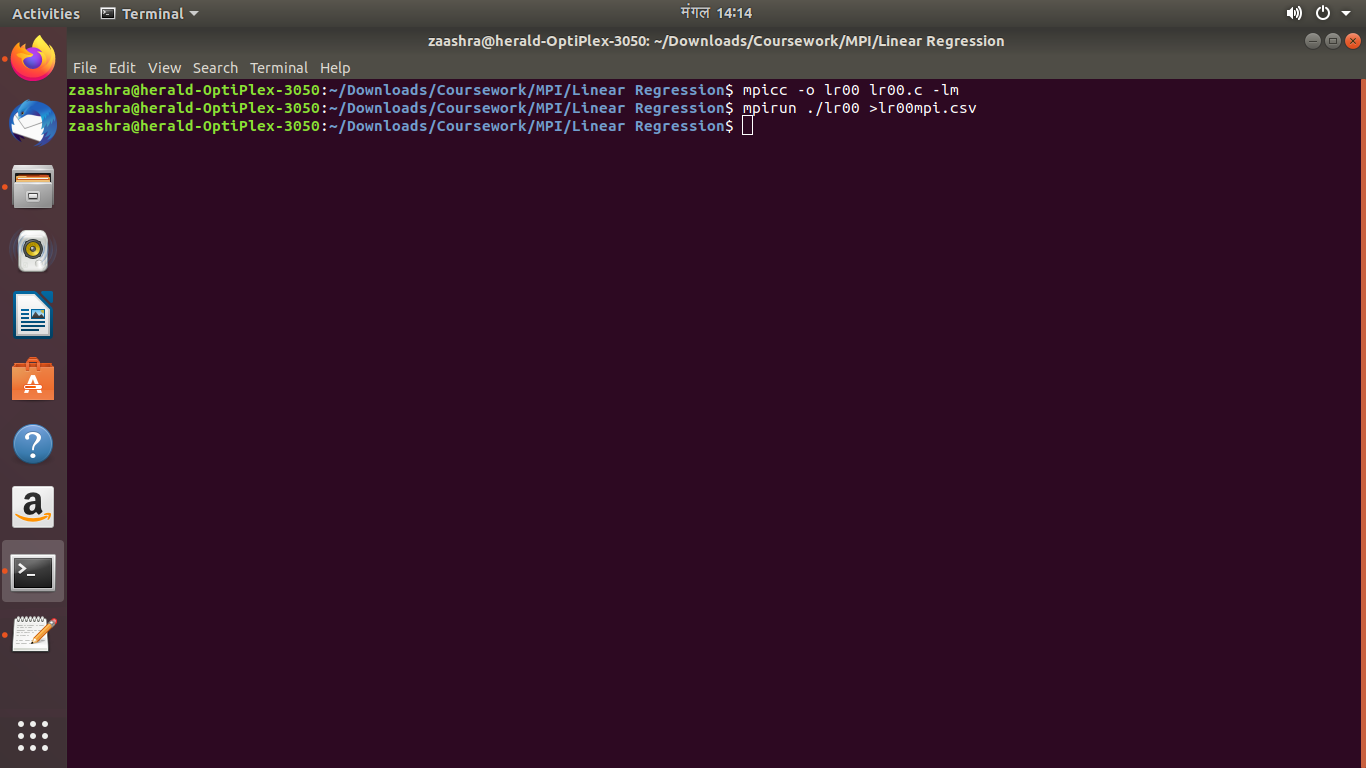 Activities Terminal मंगल 14:14
zaashra@herald-OptiPlex-3050: ~/Downloads/Coursework/MPI/Linear Regression
File Edit View Search Terminal Help
zaashra@herald-OptiPlex-3050:~/Downloads/Coursework/MPI/Linear Regression$ mpicc -o lr00 lr00.c -lm
zaashra@herald-OptiPlex-3050:~/Downloads/Coursework/MPI/Linear Regression$ mpirun ./lr00 >lr00mpi.csv
zaashra@herald-OptiPlex-3050:~/Downloads/Coursework/MPI/Linear Regression$